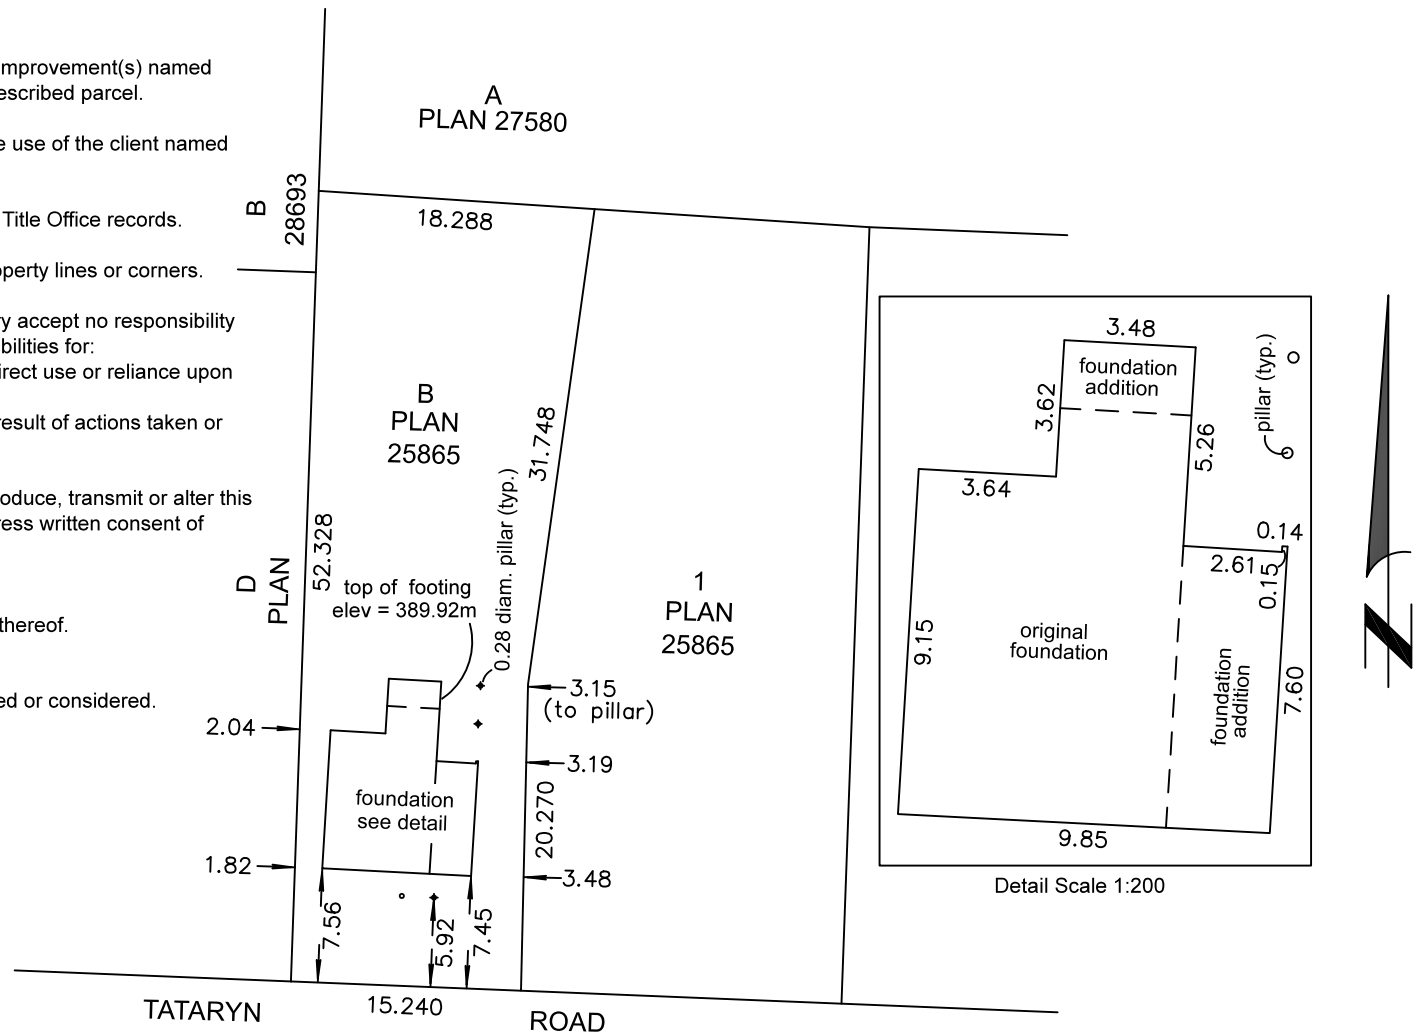 mprovement(s) named
escribed parcel.
e use of the client named
Title Office records.
operty lines or corners.
ry accept no responsibility
bilities for:
irect use or reliance upon
result of actions taken or
oduce, transmit or alter this
ress written consent of
thereof.
ed or considered.
A
PLAN 27580
B
28693
18.288
B
PLAN
25865
31.748
52.328
D
PLAN
top of footing
elev = 389.92m
0.28 diam. pillar (typ.)
1
PLAN
25865
3.15
(to pillar)
2.04
3.19
foundation
see detail
20.270
1.82
3.48
7.56
5.92
7.45
15.240
TATARYN
ROAD
3.48
foundation
addition
pillar (typ.)
3.62
5.26
3.64
0.14
2.61
0.15
9.15
original
foundation
foundation
addition
7.60
9.85
Detail Scale 1:200
N